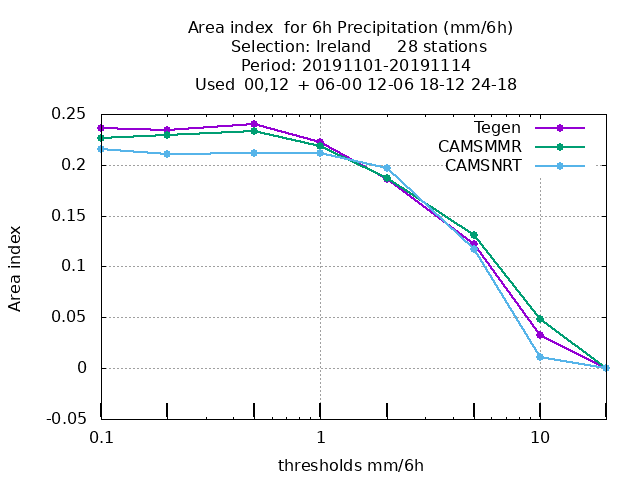 Area index  for 6h Precipitation (mm/6h)
Selection: Ireland     28 stations
Period: 20191101-20191114
Used  00,12  + 06-00 12-06 18-12 24-18
Tegen
CAMSMMR
CAMSNRT
Area index
0.25
0.2
0.15
0.1
0.05
0
-0.05
0.1 1 10
thresholds mm/6h